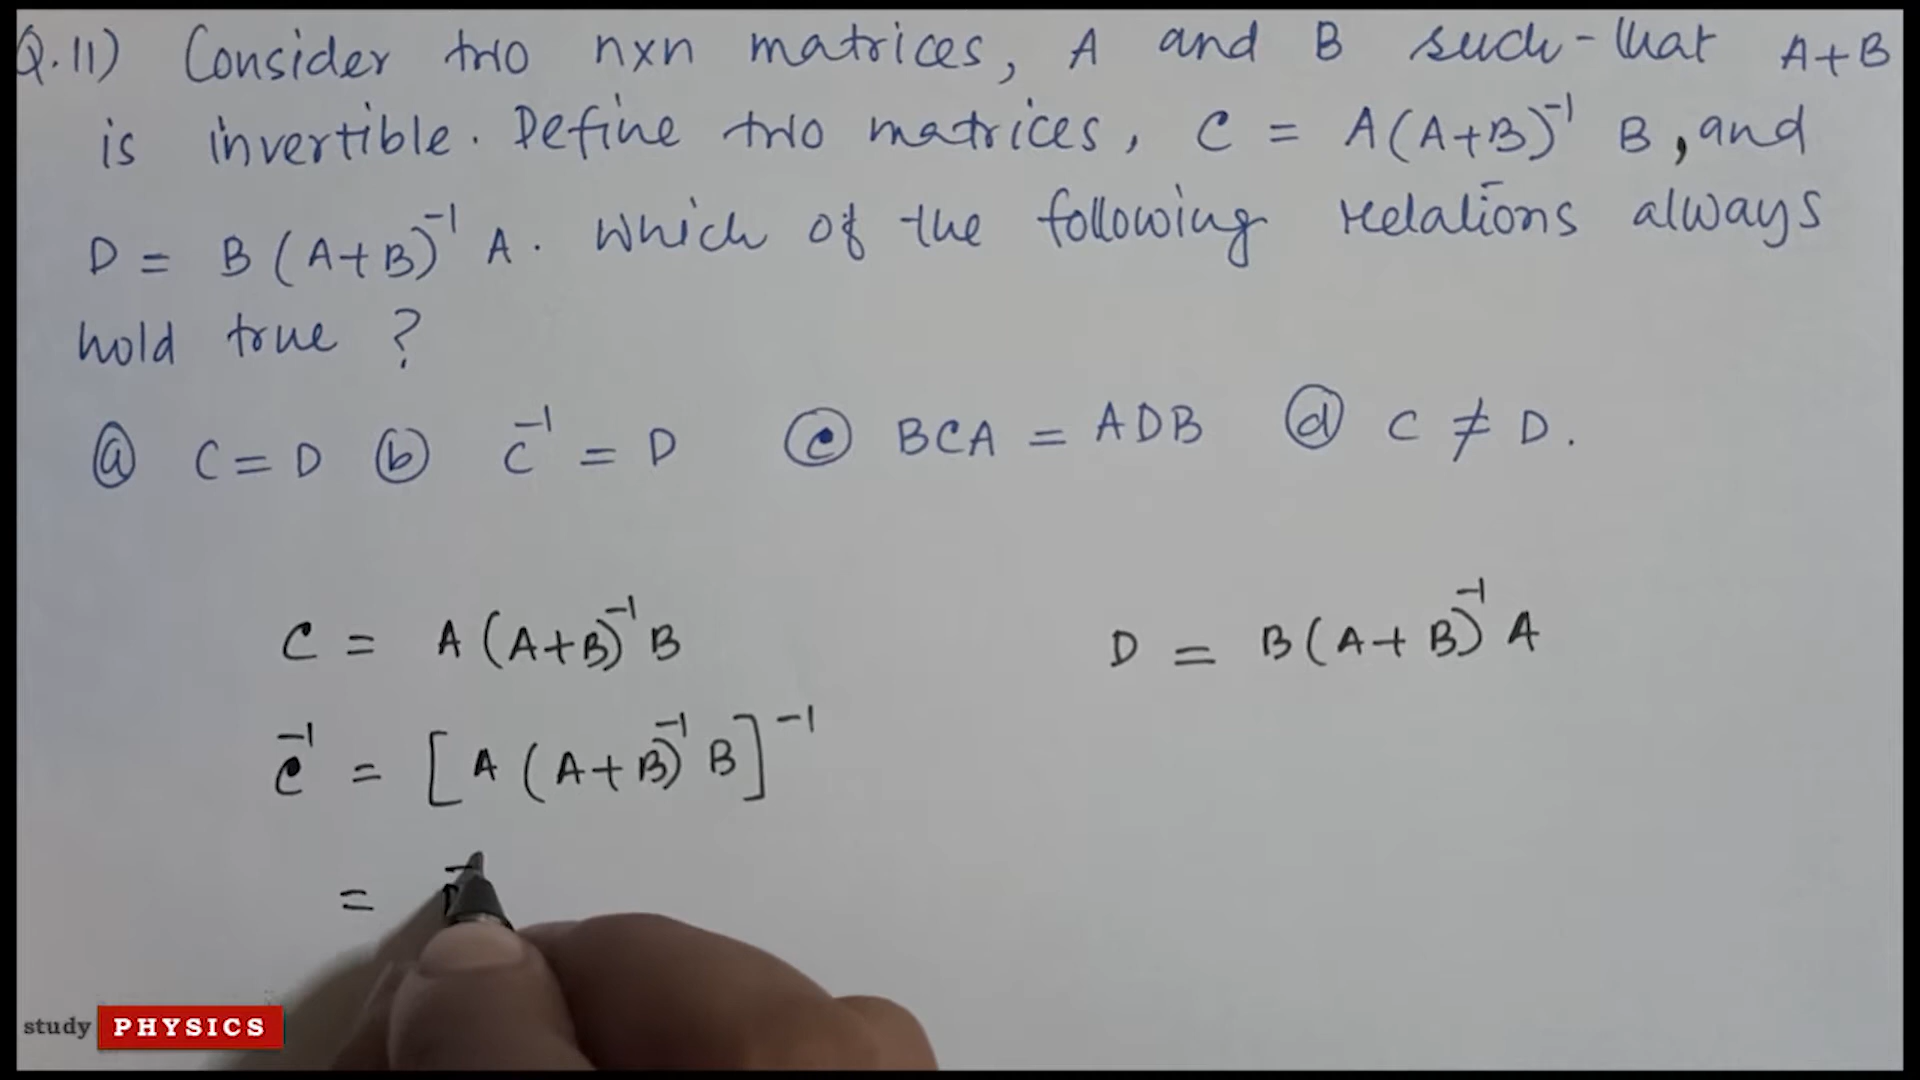 Q.11) Consider two nxn matrices, A and B such-that A+B
is invertible. Define two matrices, C = A(A+B)⁻¹ B, and
D = B(A+B)⁻¹ A. Which of the following relations always
hold true ?
(a) C = D (b) C⁻¹ = D (c) BCA = ADB (d) C ≠ D.
C = A(A+B)⁻¹ B D = B(A+B)⁻¹ A
C⁻¹ = [A(A+B)⁻¹ B]⁻¹
=
study PHYSICS